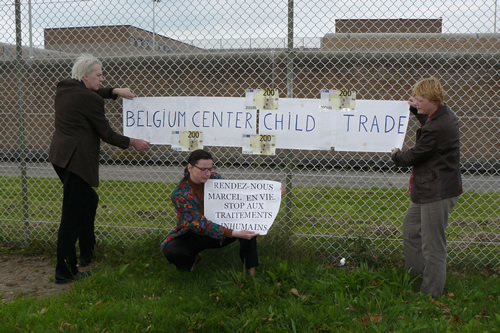 BELGIUM CENTER CHILD TRADE
200
200
200
200
RENDEZ-NOUS
MARCEL EN VIE.
STOP AUX
TRAITEMENTS
INHUMAINS